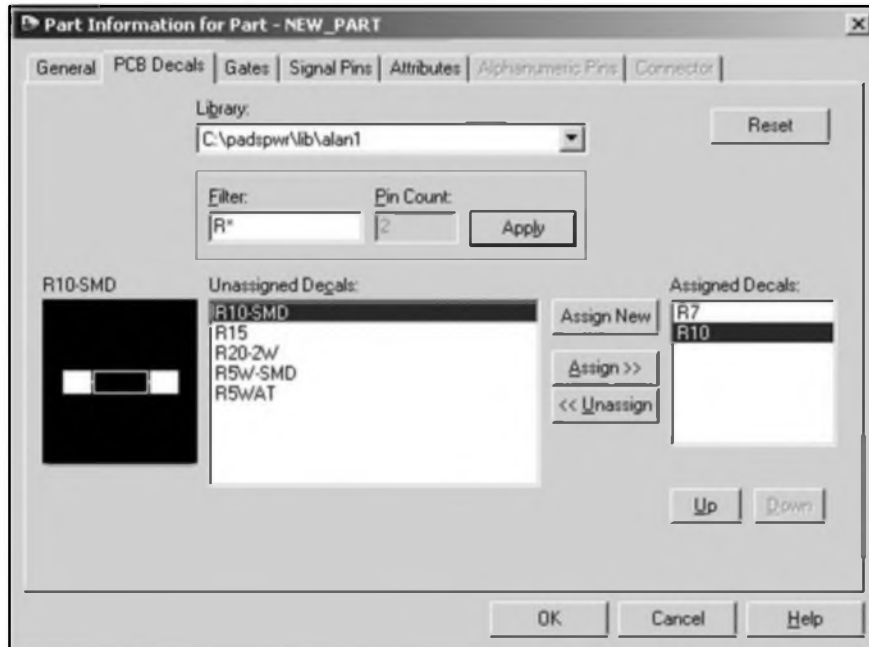 Part Information for Part - NEW_PART
General PCB Decals Gates Signal Pins Attributes Alphanumeric Pins Connector
Library:
C:\padspwr\lib\alan1
Reset
Filter: Pin Count:
R* 2 Apply
R10-SMD Unassigned Decals: Assigned Decals:
R10-SMD Assign New R7
R15 R10
R20-2W
R5W-SMD Assign >>
R5WAT << Unassign
Up Down
OK Cancel Help